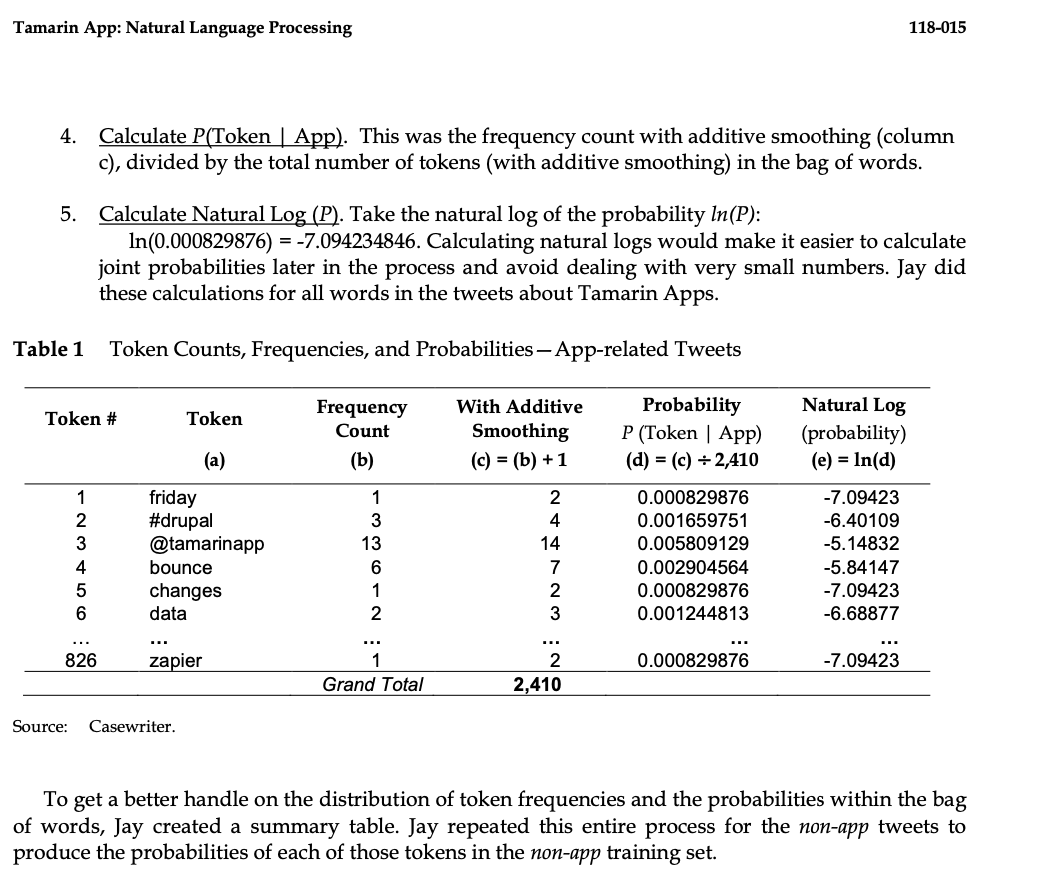 Tamarin App: Natural Language Processing 118-015
4. Calculate P(Token | App). This was the frequency count with additive smoothing (column
c), divided by the total number of tokens (with additive smoothing) in the bag of words.
5. Calculate Natural Log (P). Take the natural log of the probability ln(P):
ln(0.000829876) = -7.094234846. Calculating natural logs would make it easier to calculate
joint probabilities later in the process and avoid dealing with very small numbers. Jay did
these calculations for all words in the tweets about Tamarin Apps.
Table 1 Token Counts, Frequencies, and Probabilities—App-related Tweets
Token # Token Frequency Count With Additive Smoothing Probability P (Token | App) Natural Log (probability)
(a) (b) (c) = (b) + 1 (d) = (c) ÷ 2,410 (e) = ln(d)
1 friday 1 2 0.000829876 -7.09423
2 #drupal 3 4 0.001659751 -6.40109
3 @tamarinapp 13 14 0.005809129 -5.14832
4 bounce 6 7 0.002904564 -5.84147
5 changes 1 2 0.000829876 -7.09423
6 data 2 3 0.001244813 -6.68877
... ... ... ... ... ...
826 zapier 1 2 0.000829876 -7.09423
Grand Total 2,410
Source: Casewriter.
To get a better handle on the distribution of token frequencies and the probabilities within the bag
of words, Jay created a summary table. Jay repeated this entire process for the non-app tweets to
produce the probabilities of each of those tokens in the non-app training set.